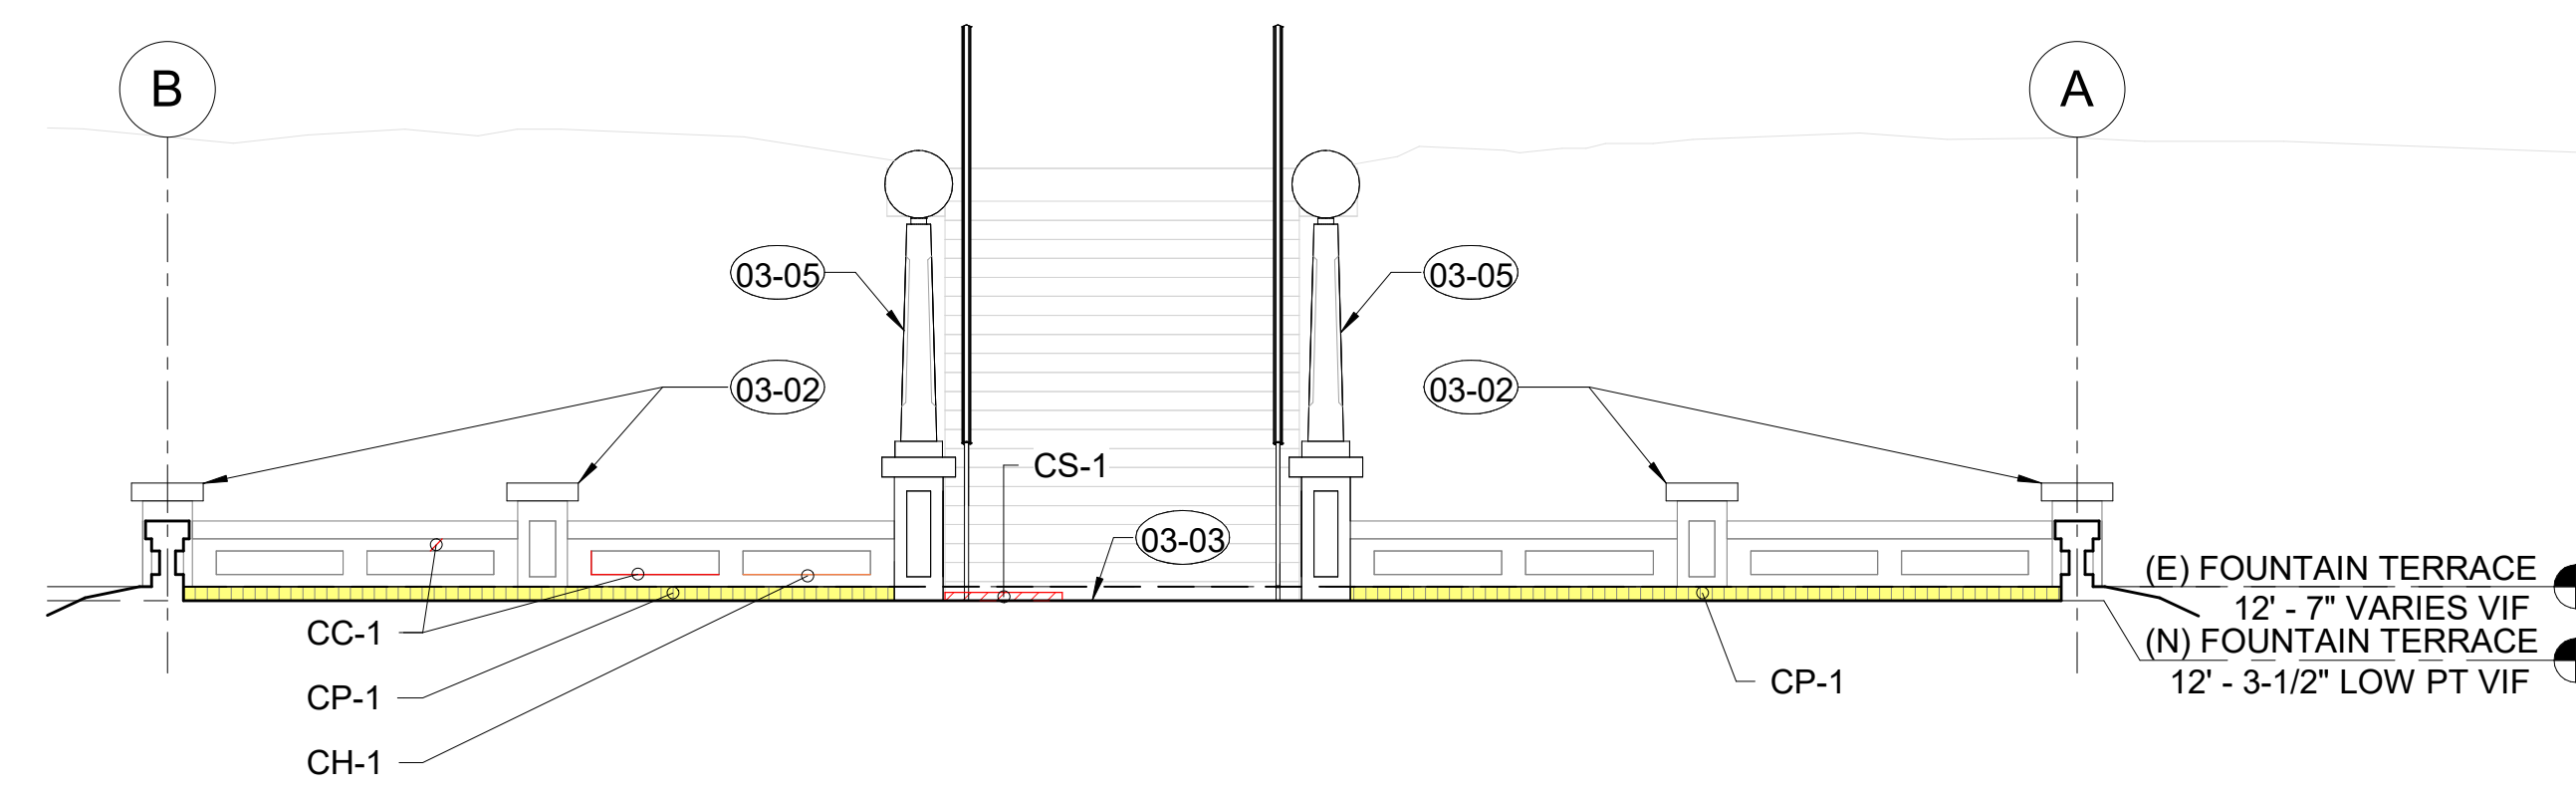 B
A
03-05
03-05
03-02
03-02
CS-1
03-03
(E) FOUNTAIN TERRACE
12' - 7" VARIES VIF
(N) FOUNTAIN TERRACE
12' - 3-1/2" LOW PT VIF
CC-1
CP-1
CP-1
CH-1